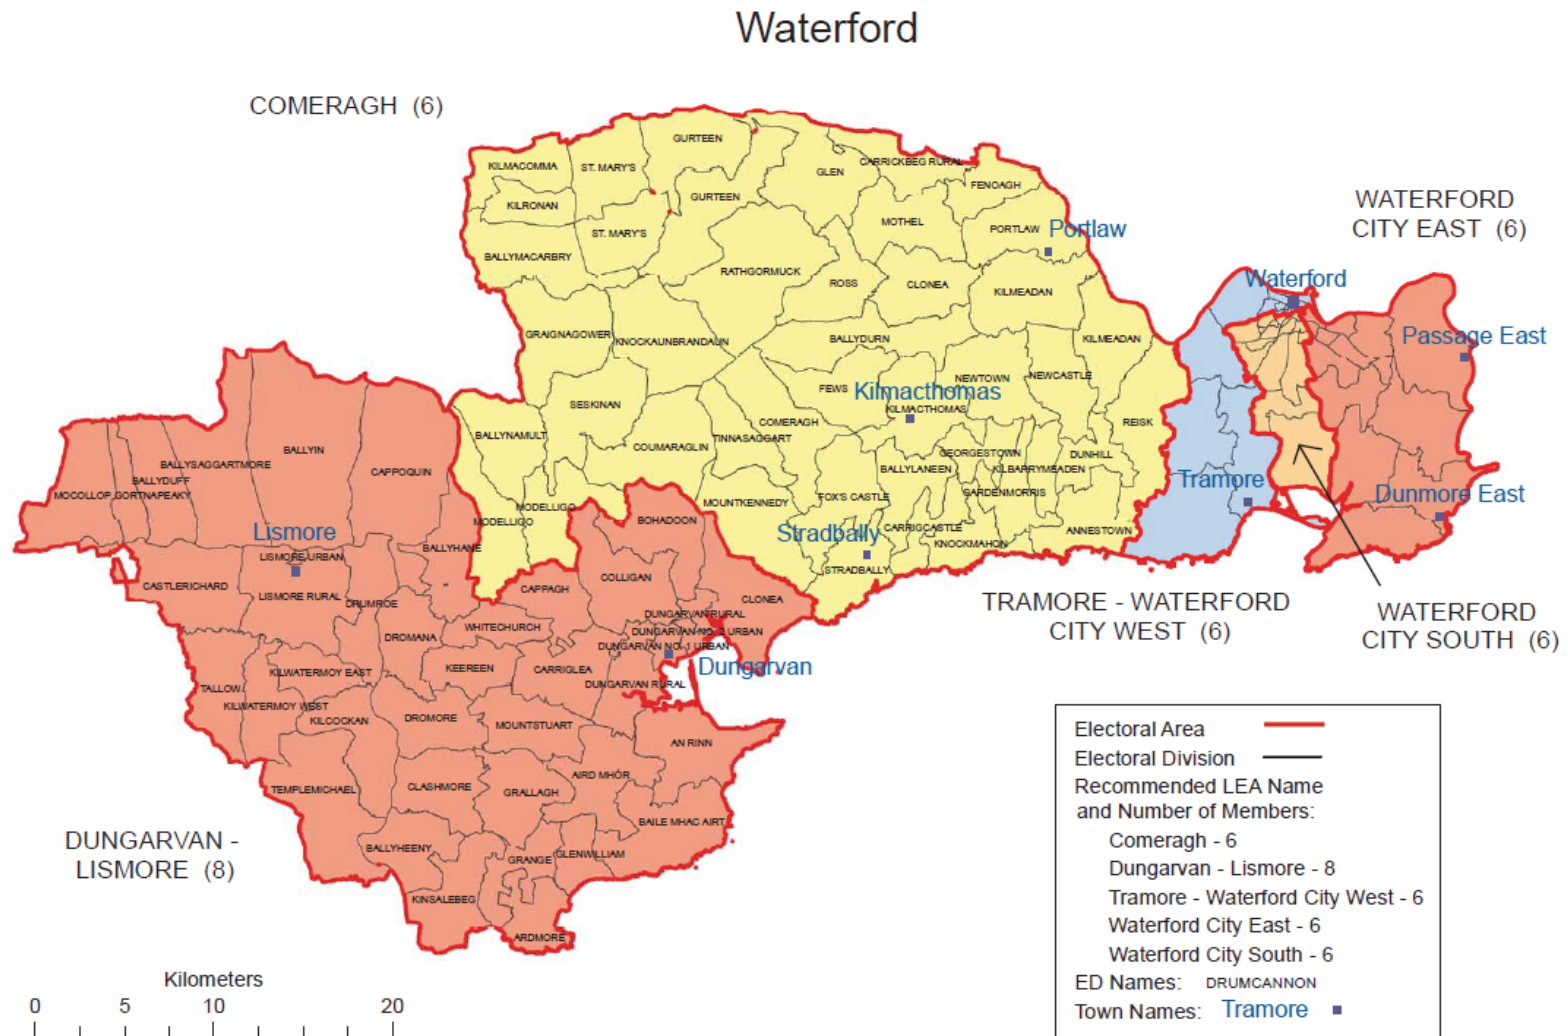 Waterford
COMERAGH (6)
WATERFORD
CITY EAST (6)
GURTEEN
KILMACOMMA
ST. MARY'S
GLEN
CARRICKBEG RURAL
FENOAGH
KILRONAN
GURTEEN
MOTHEL
PORTLAW
Portlaw
ST. MARY'S
BALLYMACARBRY
RATHGORMUCK
ROSS
CLONEA
KILMEADAN
Waterford
GRAIGNAGOWER
KNOCKAUNBRANDAUN
BALLYDURN
KILMEADAN
Passage East
FEWS
Kilmacthomas
NEWTOWN
NEWCASTLE
SESKINAN
KILMACTHOMAS
COMERAGH
REISK
BALLYNAMULT
TINNASAGGART
COUMARAGLIN
GEORGESTOWN
DUNHILL
BALLYIN
BALLYSAGGARTMORE
CAPPOQUIN
BALLYLANEEN
KILBARRYMEADEN
BALLYDUFF
MOCOLLOP
GORTNAPEAKY
Tramore
Dunmore East
FOX'S CASTLE
GARDENMORRIS
MOUNTKENNEDY
MODELLIGO
MODELLIGO
BOHADOON
Lismore
Stradbally
CARRIGCASTLE
ANNESTOWN
KNOCKMAHON
BALLYHANE
LISMORE URBAN
STRADBALLY
CASTLERICHARD
COLLIGAN
CAPPAGH
LISMORE RURAL
DRUMROE
CLONEA
TRAMORE - WATERFORD
CITY WEST (6)
WATERFORD
CITY SOUTH (6)
DUNGARVAN RURAL
WHITECHURCH
DUNGARVAN NO. 2 URBAN
DROMANA
DUNGARVAN NO. 1 URBAN
Dungarvan
KILWATERMOY EAST
KEEREEN
CARRIGLEA
DUNGARVAN RURAL
TALLOW
KILWATERMOY WEST
KILCOCKAN
DROMORE
MOUNTSTUART
AN RINN
AIRD MHÓR
TEMPLEMICHAEL
CLASHMORE
GRALLAGH
BAILE MHAC AIRT
DUNGARVAN -
LISMORE (8)
BALLYHEENY
GRANGE
GLENWILLIAM
KINSALEBEG
ARDMORE
Electoral Area
Electoral Division
Recommended LEA Name
and Number of Members:
Comeragh - 6
Dungarvan - Lismore - 8
Tramore - Waterford City West - 6
Waterford City East - 6
Waterford City South - 6
ED Names: DRUMCANNON
Town Names: Tramore
Kilometers
0 5 10 20